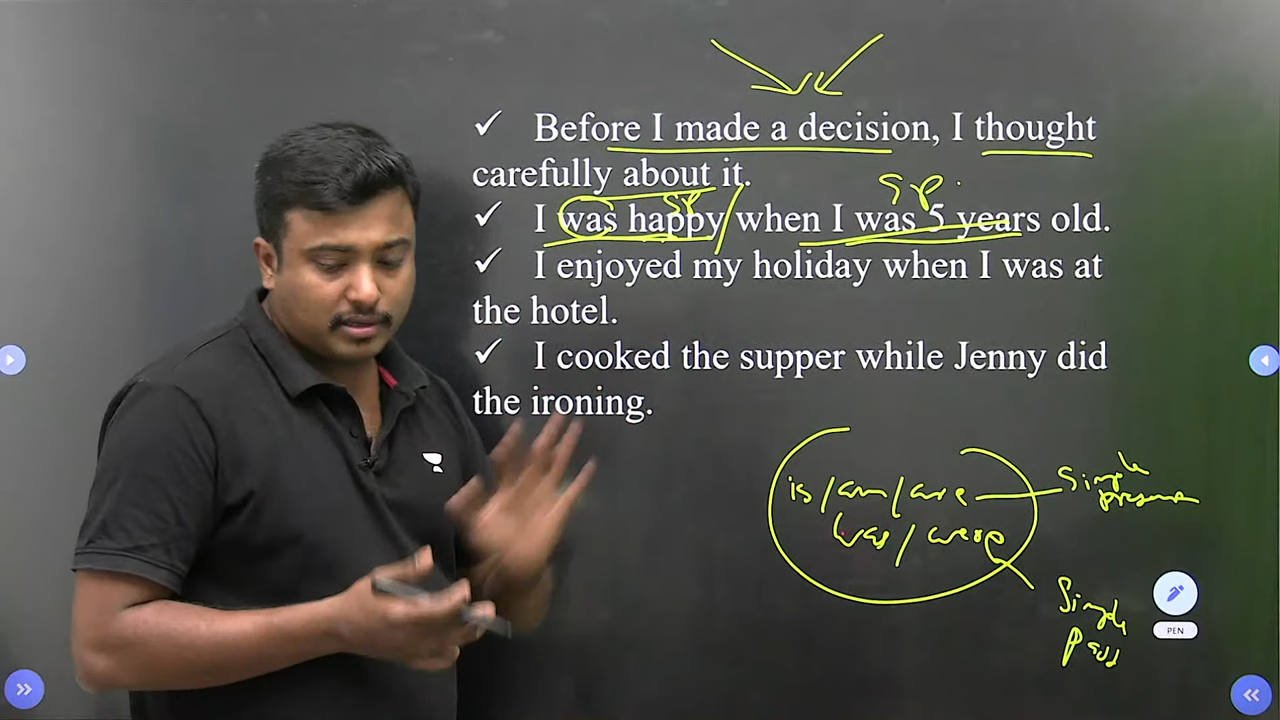 ✓ Before I made a decision, I thought
carefully about it.
sp.
sp
✓ I was happy / when I was 5 years old.
✓ I enjoyed my holiday when I was at
the hotel.
✓ I cooked the supper while Jenny did
the ironing.
is / am / are — Simple
present
was / were
Simple
past
PEN